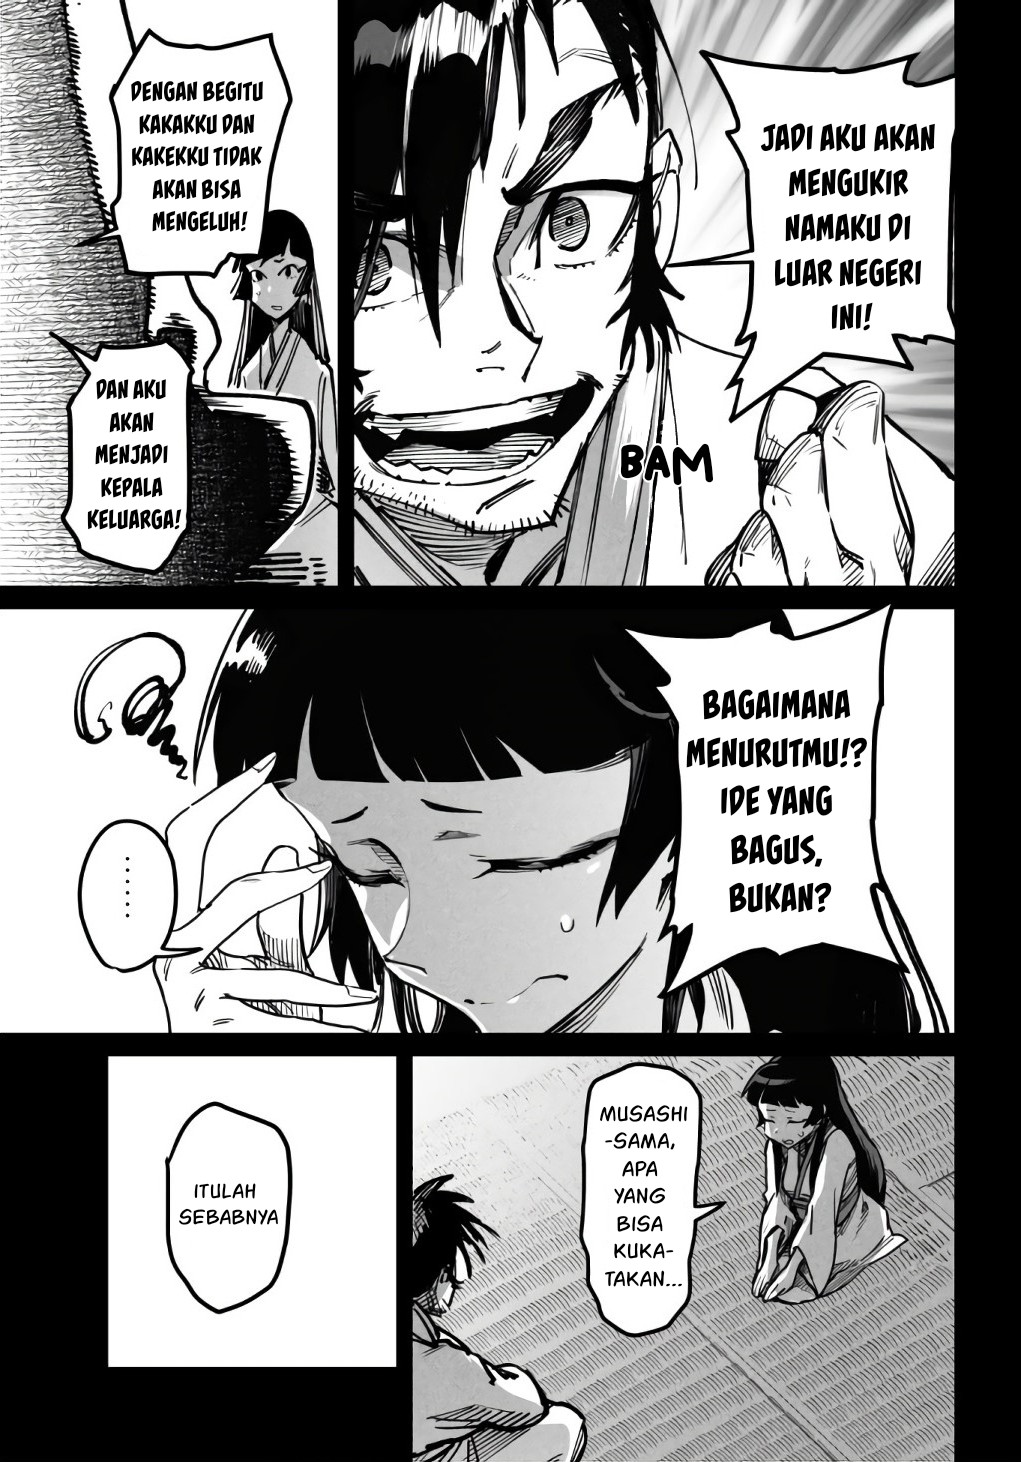 JADI AKU AKAN
MENGUKIR
NAMAKU DI
LUAR NEGERI
INI!
BAM
DENGAN BEGITU
KAKAKKU DAN
KAKEKKU TIDAK
AKAN BISA
MENGELUH!
DAN AKU
AKAN
MENJADI
KEPALA
KELUARGA!
BAGAIMANA
MENURUTMU!?
IDE YANG
BAGUS,
BUKAN?
......
MUSASHI
-SAMA,
APA
YANG
BISA
KUKA-
TAKAN...
ITULAH
SEBABNYA